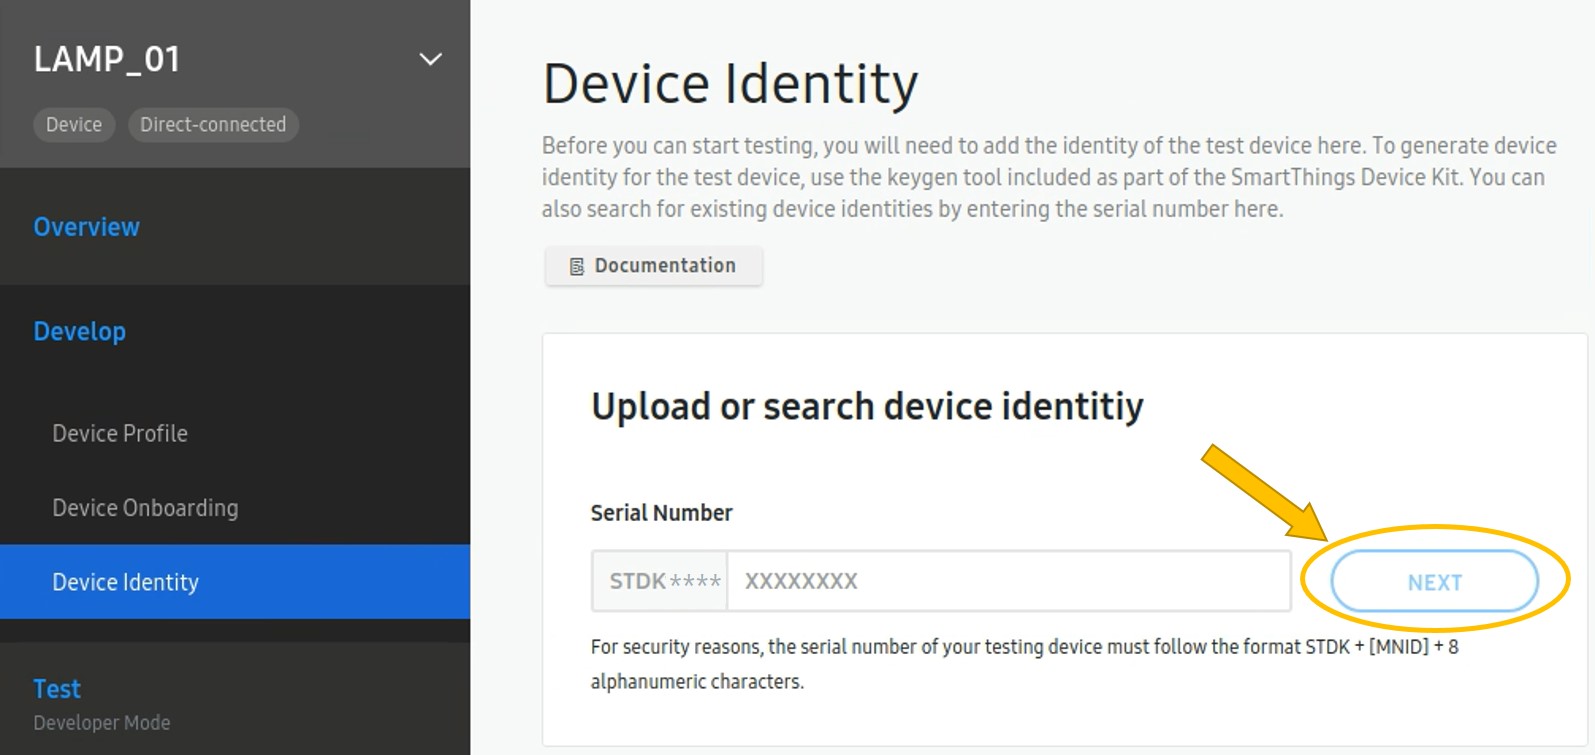 LAMP_01
Device
Direct-connected
Overview
Develop
Device Profile
Device Onboarding
Device Identity
Test
Developer Mode
Device Identity
Before you can start testing, you will need to add the identity of the test device here. To generate device
identity for the test device, use the keygen tool included as part of the SmartThings Device Kit. You can
also search for existing device identities by entering the serial number here.
Documentation
Upload or search device identitiy
Serial Number
STDK**** XXXXXXXX
NEXT
For security reasons, the serial number of your testing device must follow the format STDK + [MNID] + 8
alphanumeric characters.